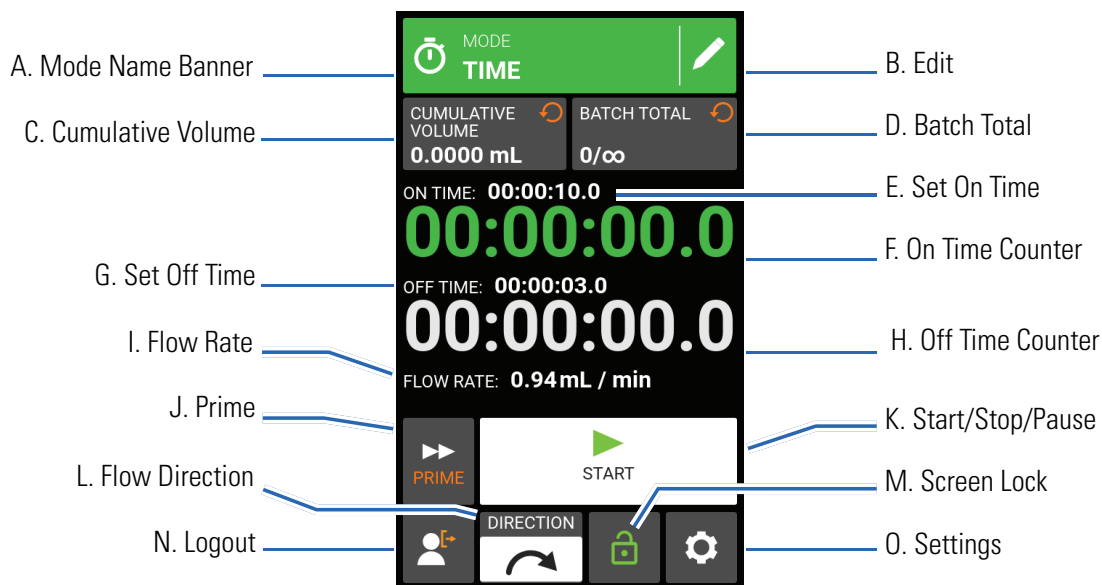 A. Mode Name Banner
MODE
TIME
B. Edit
C. Cumulative Volume
CUMULATIVE
VOLUME
0.0000 mL
BATCH TOTAL
0/∞
D. Batch Total
ON TIME: 00:00:10.0
E. Set On Time
00:00:00.0
F. On Time Counter
G. Set Off Time
OFF TIME: 00:00:03.0
00:00:00.0
H. Off Time Counter
I. Flow Rate
FLOW RATE: 0.94 mL / min
J. Prime
PRIME
START
K. Start/Stop/Pause
L. Flow Direction
DIRECTION
M. Screen Lock
N. Logout
O. Settings